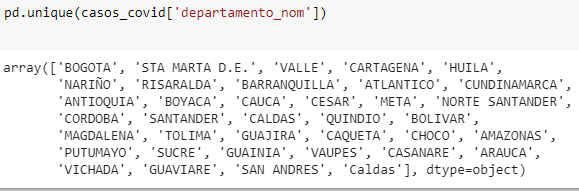 pd.unique(casos_covid['departamento_nom'])
array(['BOGOTA', 'STA MARTA D.E.', 'VALLE', 'CARTAGENA', 'HUILA',
'NARIÑO', 'RISARALDA', 'BARRANQUILLA', 'ATLANTICO', 'CUNDINAMARCA',
'ANTIOQUIA', 'BOYACA', 'CAUCA', 'CESAR', 'META', 'NORTE SANTANDER',
'CORDOBA', 'SANTANDER', 'CALDAS', 'QUINDIO', 'BOLIVAR',
'MAGDALENA', 'TOLIMA', 'GUAJIRA', 'CAQUETA', 'CHOCO', 'AMAZONAS',
'PUTUMAYO', 'SUCRE', 'GUAINIA', 'VAUPES', 'CASANARE', 'ARAUCA',
'VICHADA', 'GUAVIARE', 'SAN ANDRES', 'Caldas'], dtype=object)